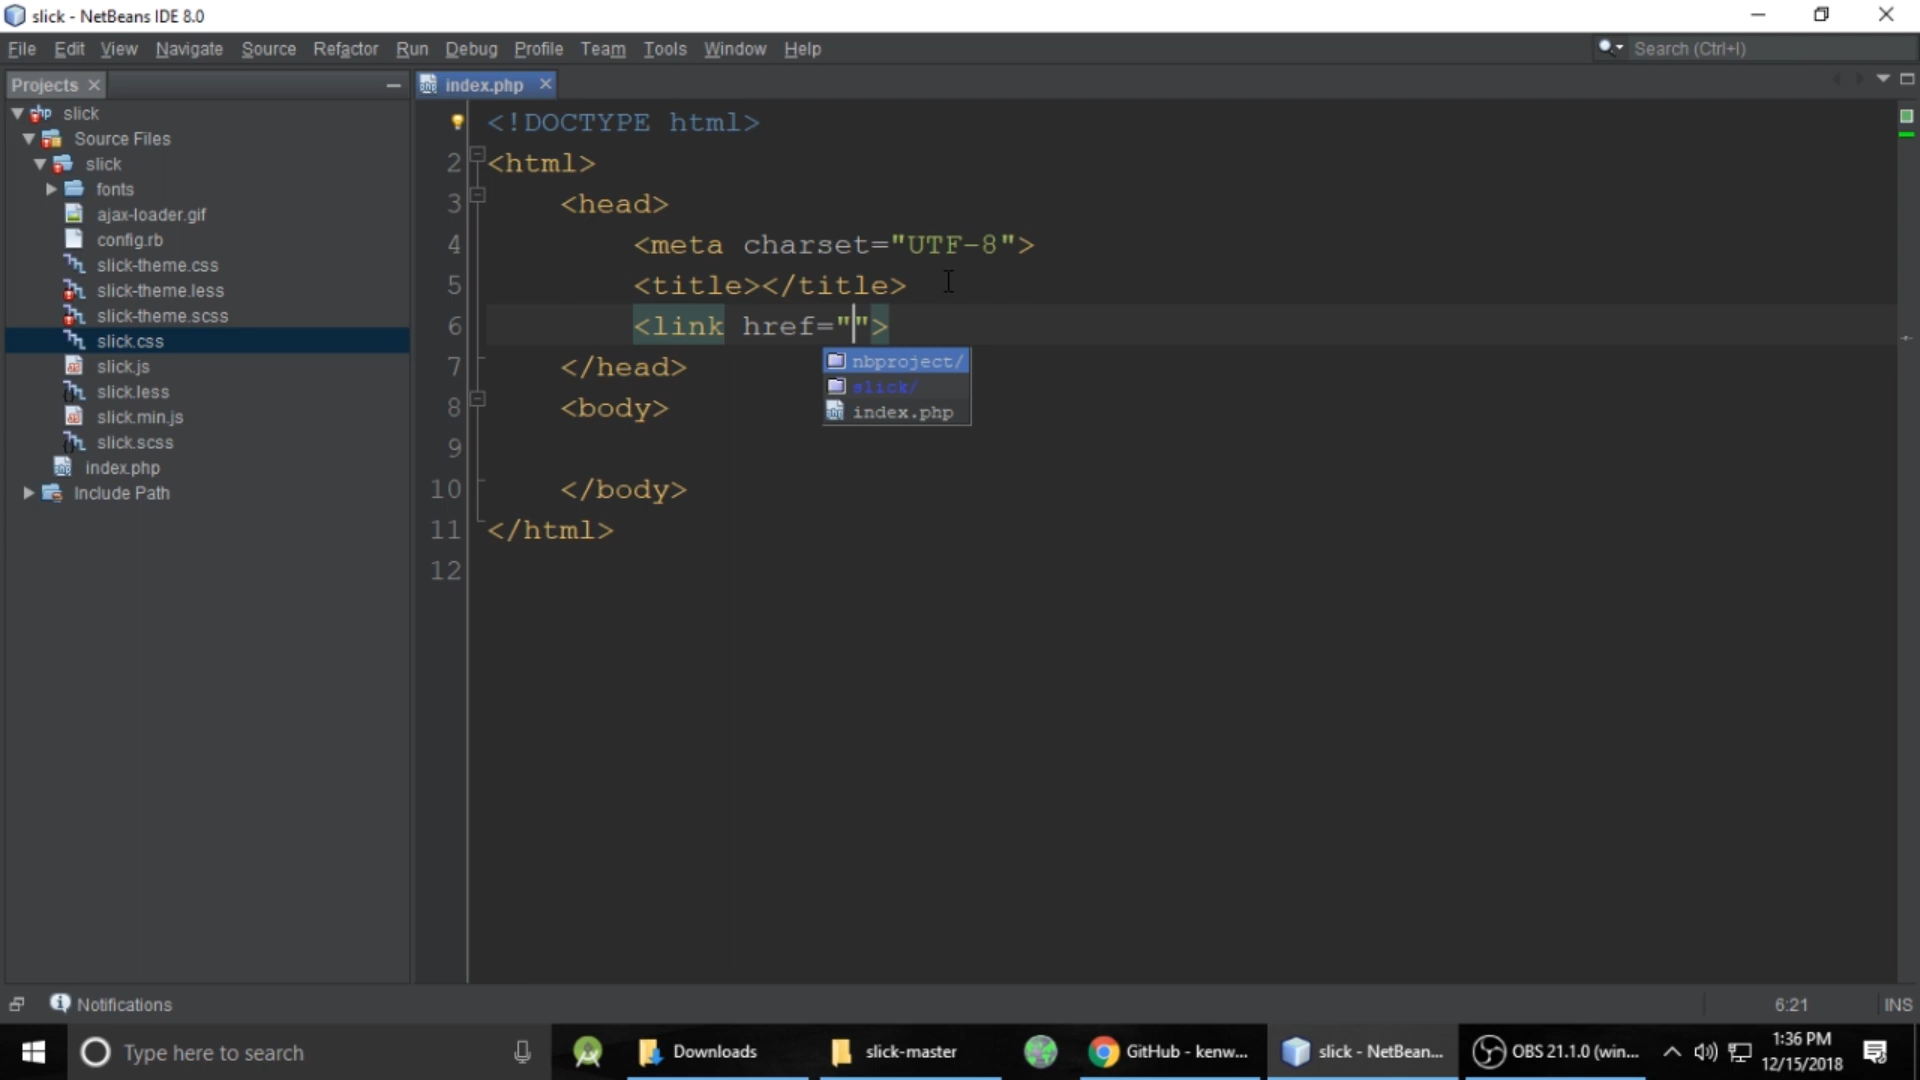 slick - NetBeans IDE 8.0
File Edit View Navigate Source Refactor Run Debug Profile Team Tools Window Help
Search (Ctrl+I)
Projects
index.php
slick
Source Files
slick
fonts
ajax-loader.gif
config.rb
slick-theme.css
slick-theme.less
slick-theme.scss
slick.css
slick.js
slick.less
slick.min.js
slick.scss
index.php
Include Path
<!DOCTYPE html>
2 <html>
3 <head>
4 <meta charset="UTF-8">
5 <title></title>
6 <link href="">
7 </head>
8 <body>
9
10 </body>
11 </html>
12
nbproject/
slick/
index.php
Notifications
6:21
INS
Type here to search
Downloads
slick-master
GitHub - kenw...
slick - NetBean...
OBS 21.1.0 (win...
1:36 PM
12/15/2018